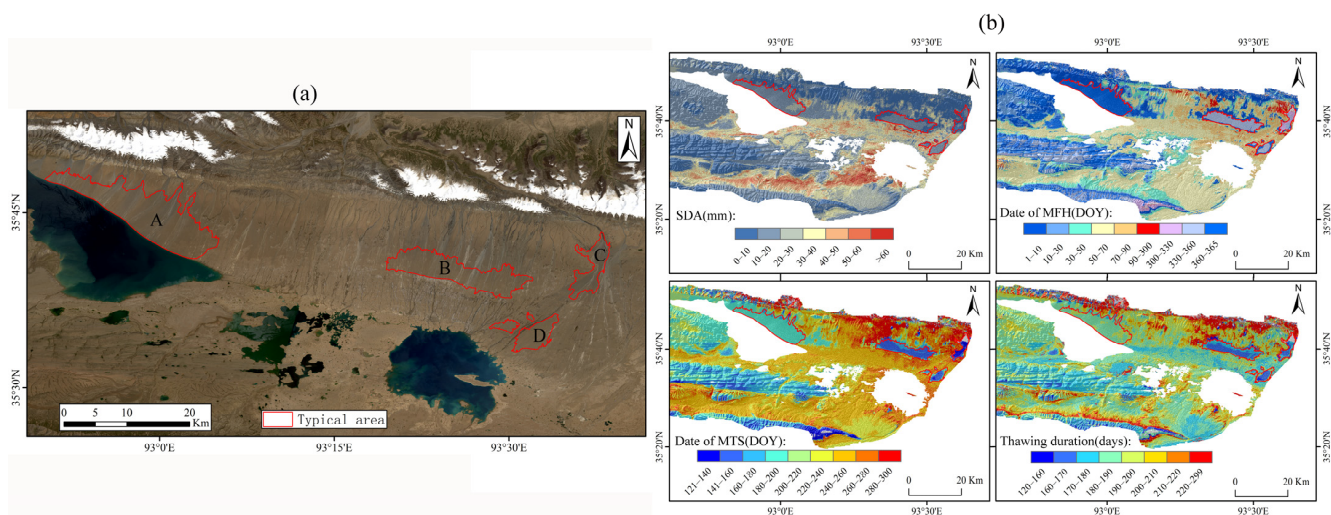 (a)
(b)
N
A
B
C
D
35°45'N
35°30'N
0 5 10 20
Km
Typical area
93°0'E
93°15'E
93°30'E
93°0'E
93°30'E
N
35°40'N
35°20'N
SDA(mm):
0–10
10–20
20–30
30–40
40–50
50–60
>60
0 20 Km
93°0'E
93°30'E
N
35°40'N
35°20'N
Date of MFH(DOY):
1–10
10–30
30–50
50–70
70–90
90–300
300–330
330–360
360–365
0 20 Km
N
35°40'N
35°20'N
Date of MTS(DOY):
121–140
141–160
160–180
180–200
200–220
220–240
240–260
260–280
280–300
0 20 Km
93°0'E
93°30'E
N
35°40'N
35°20'N
Thawing duration(days):
120–160
160–170
170–180
180–190
190–200
200–210
210–220
220–299
0 20 Km
93°0'E
93°30'E